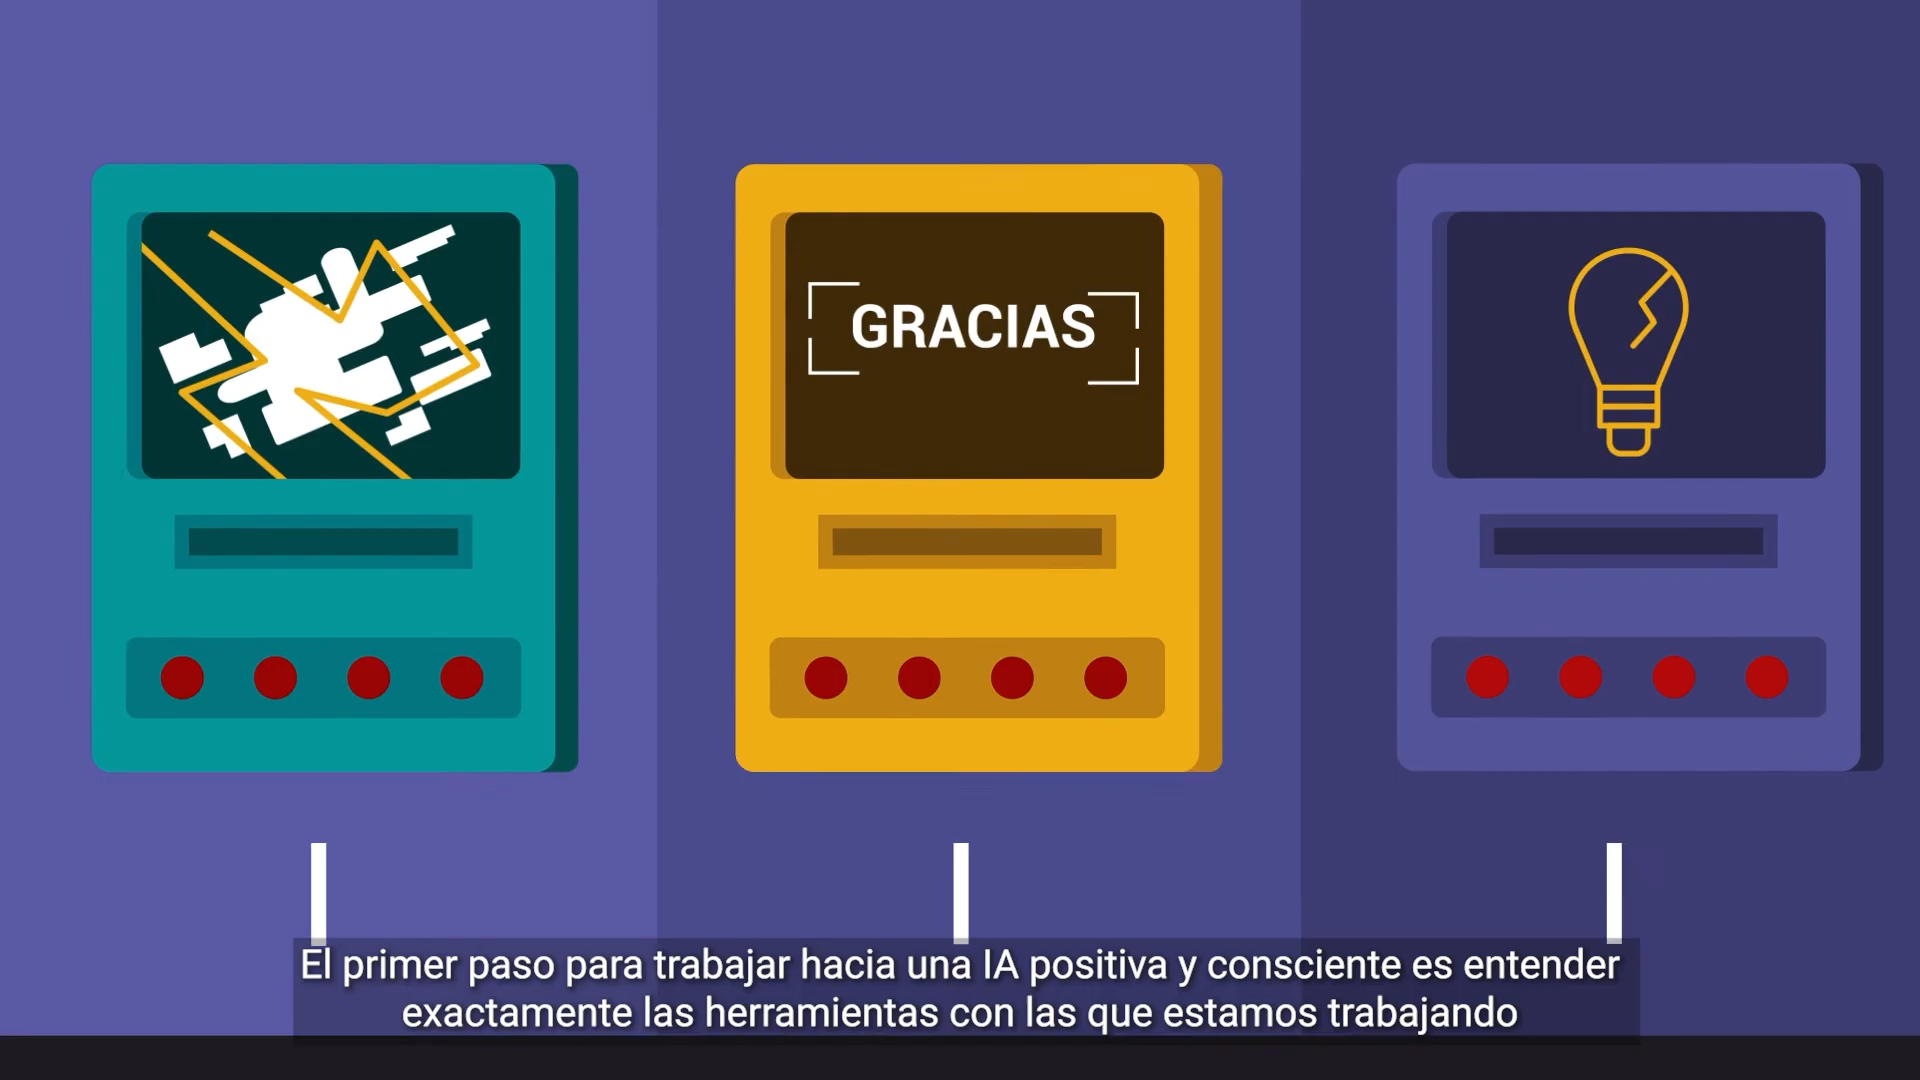 GRACIAS
El primer paso para trabajar hacia una IA positiva y consciente es entender
exactamente las herramientas con las que estamos trabajando